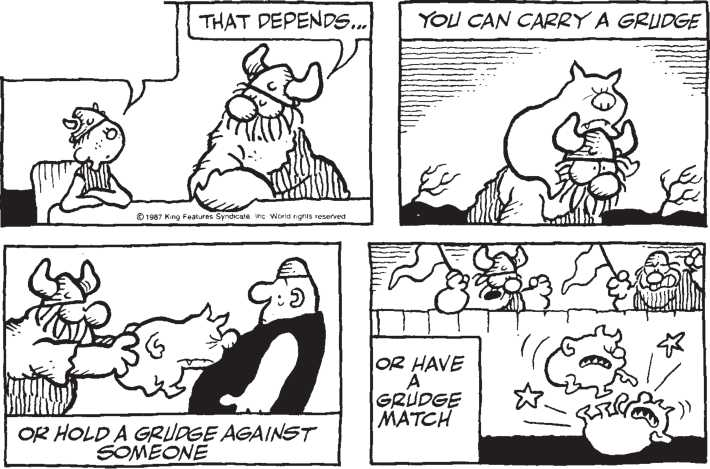 THAT DEPENDS...
© 1987 King Features Syndicate, Inc. World rights reserved
YOU CAN CARRY A GRUDGE
OR HOLD A GRUDGE AGAINST
SOMEONE
OR HAVE
A
GRUDGE
MATCH